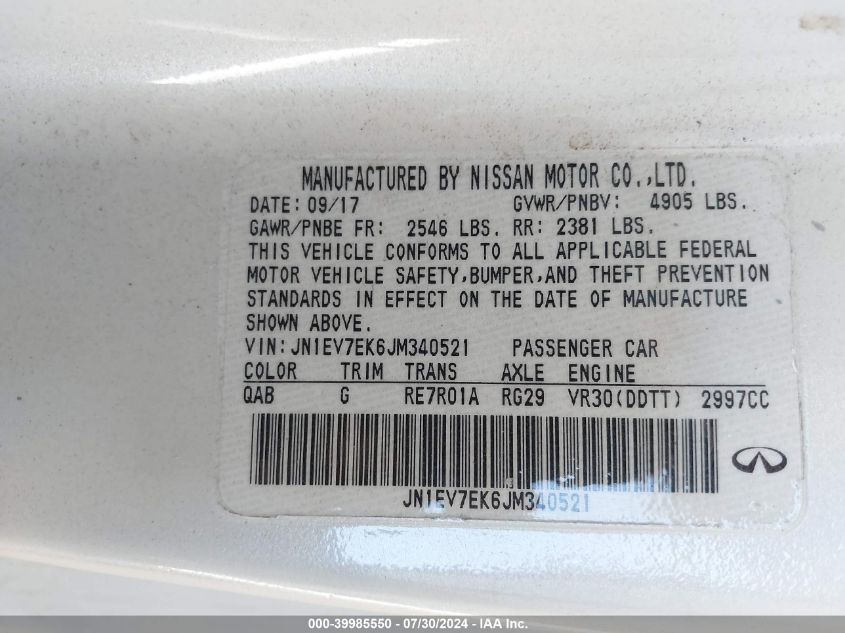 MANUFACTURED BY NISSAN MOTOR CO.,LTD.
DATE: 09/17 GVWR/PNBV: 4905 LBS.
GAWR/PNBE FR: 2546 LBS. RR: 2381 LBS.
THIS VEHICLE CONFORMS TO ALL APPLICABLE FEDERAL
MOTOR VEHICLE SAFETY,BUMPER,AND THEFT PREVENTION
STANDARDS IN EFFECT ON THE DATE OF MANUFACTURE
SHOWN ABOVE.
VIN:JN1EV7EK6JM340521 PASSENGER CAR
COLOR TRIM TRANS AXLE ENGINE
QAB G RE7R01A RG29 VR30(DDTT) 2997CC
JN1EV7EK6JM340521
000-39985550 - 07/30/2024 - IAA Inc.